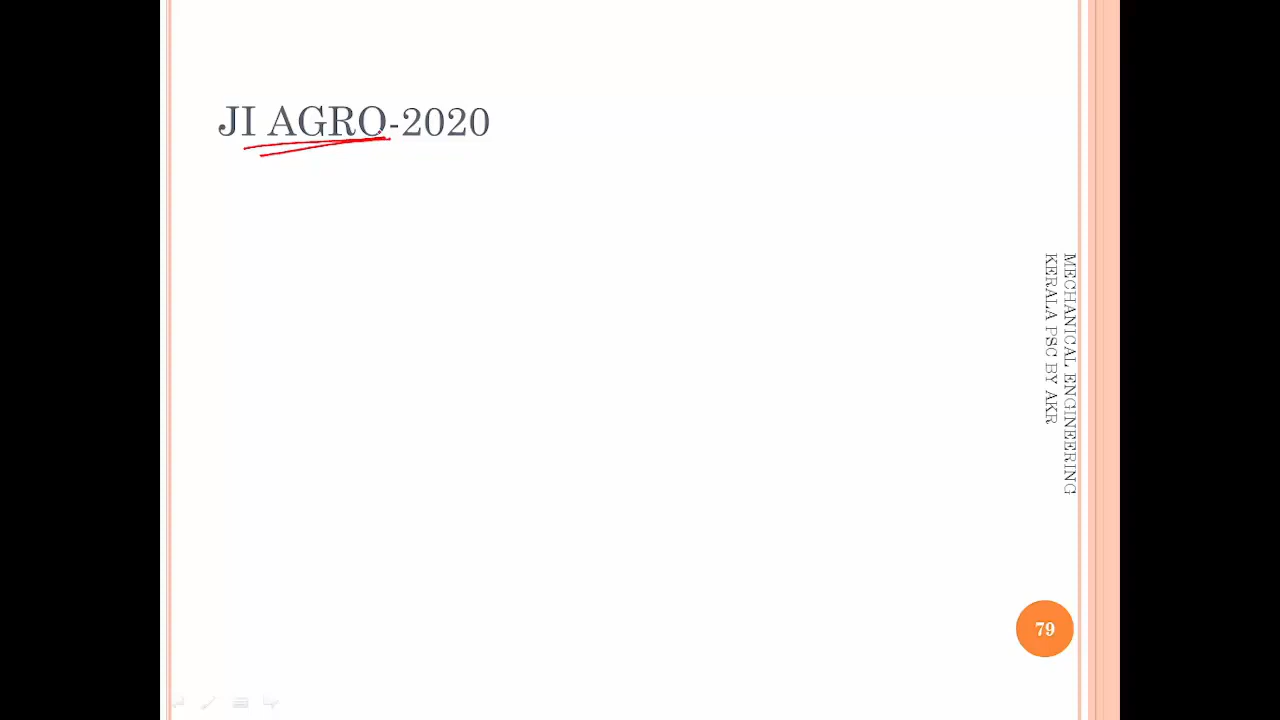 JI AGRO-2020
MECHANICAL ENGINEERING
KERALA PSC BY AKR
79